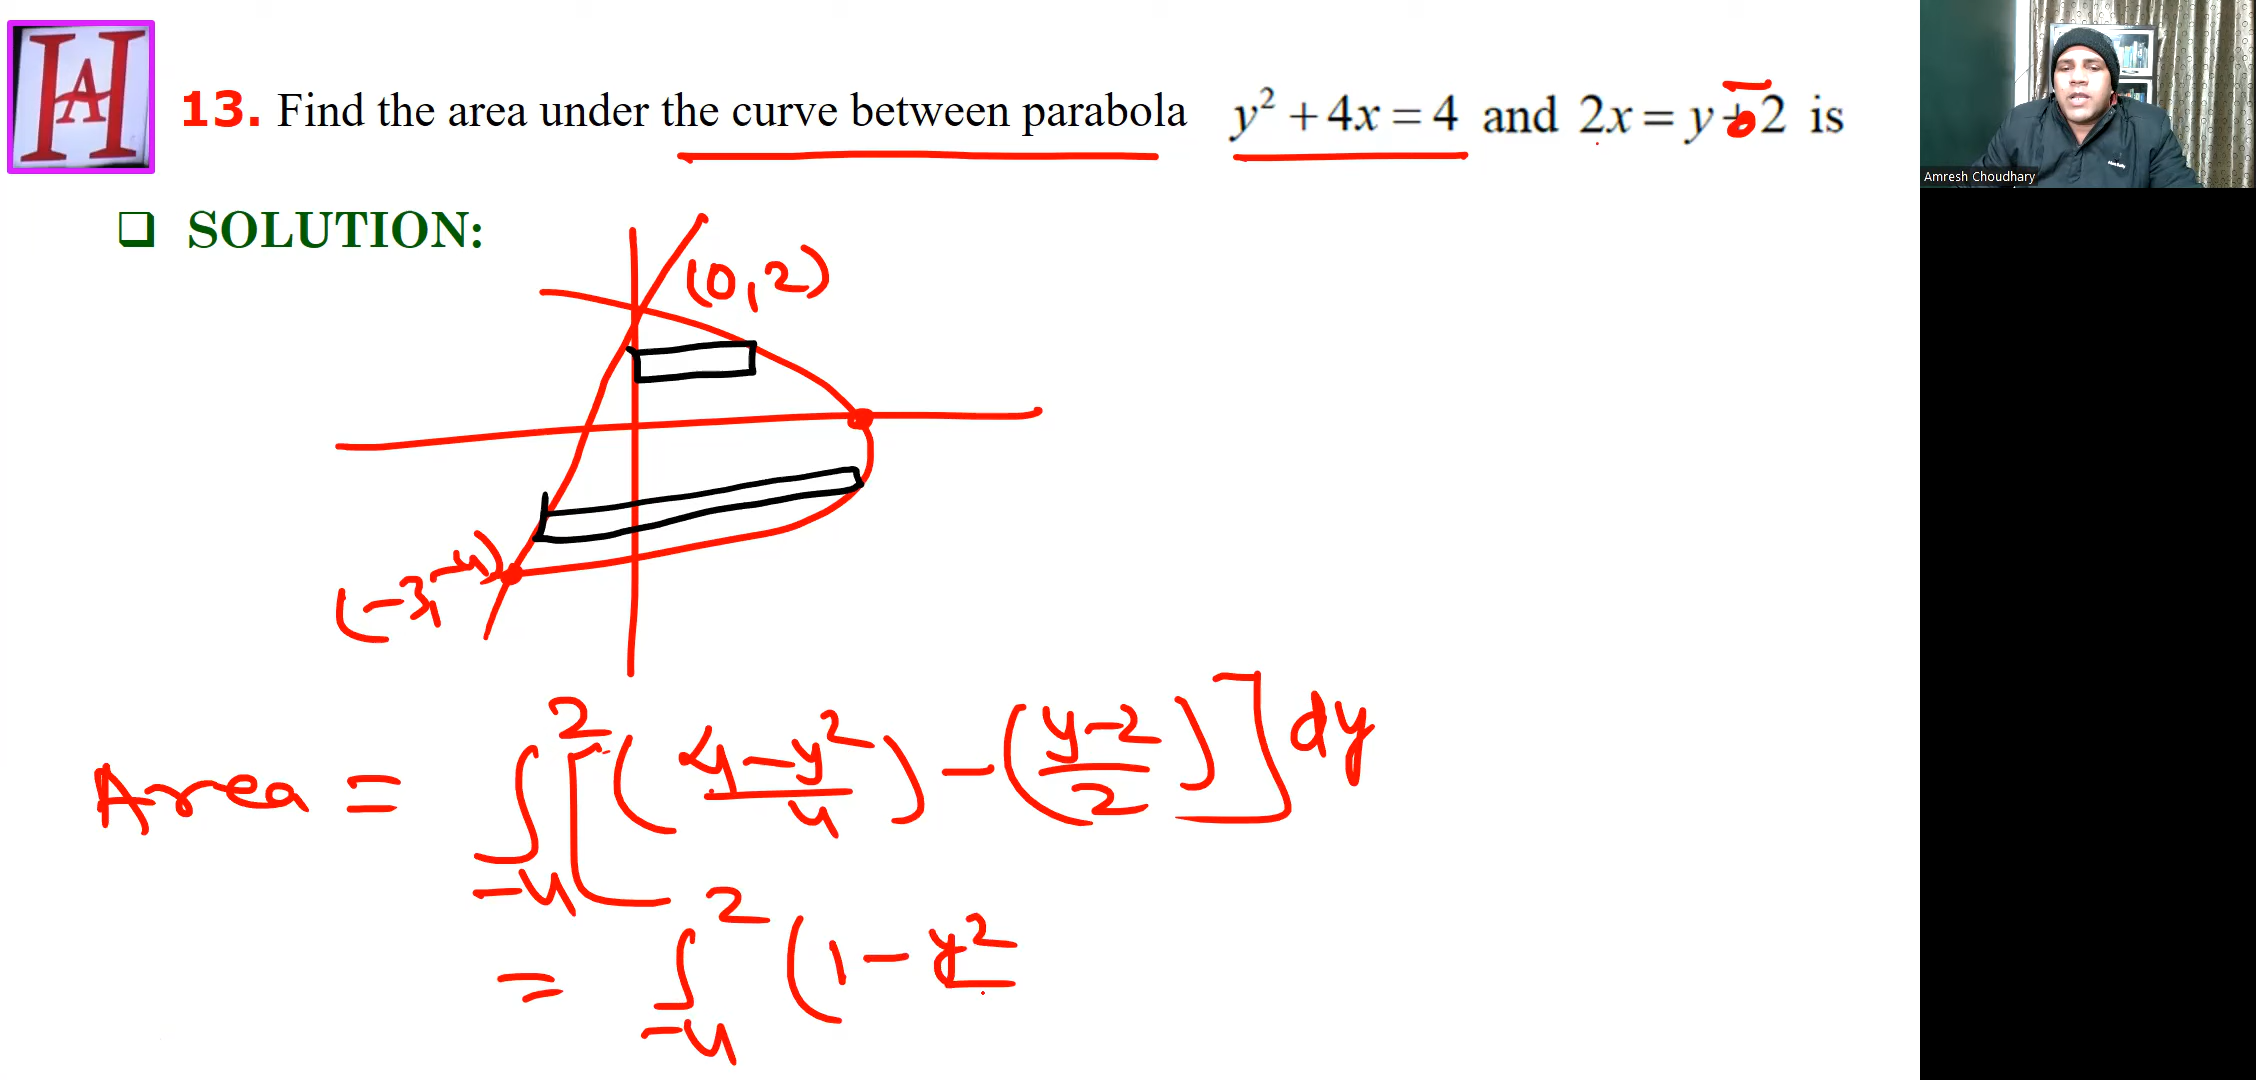 HA
13. Find the area under the curve between parabola y² + 4x = 4 and 2x = y - 2 is
Amresh Choudhary
❑ SOLUTION:
(0, 2)
(-3, -4)
Area = ∫_{-4}^{2} [ ( (4 - y²)/4 ) - ( (y - 2)/2 ) ] dy
= ∫_{-4}^{2} (1 - y²